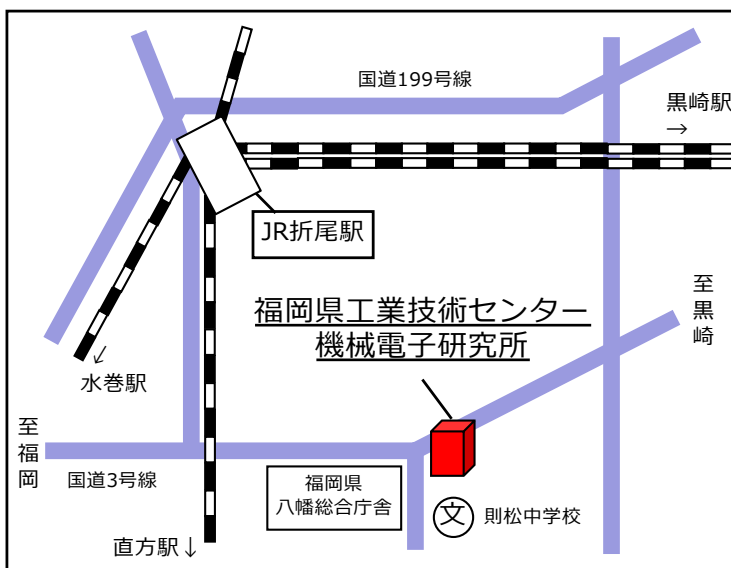 国道199号線
黒崎駅
→
JR折尾駅
至黒崎
福岡県工業技術センター
機械電子研究所
↓
水巻駅
至福岡
国道3号線
福岡県
八幡総合庁舎
文
則松中学校
直方駅↓